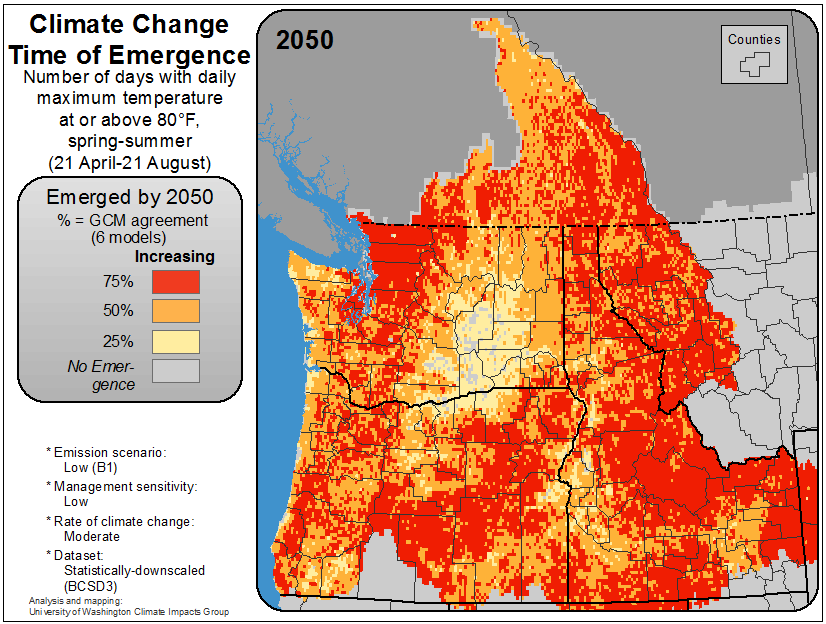 Climate Change
Time of Emergence
Number of days with daily
maximum temperature
at or above 80°F,
spring-summer
(21 April-21 August)
Emerged by 2050
% = GCM agreement
(6 models)
Increasing
75%
50%
25%
No Emer-
gence
* Emission scenario:
Low (B1)
* Management sensitivity:
Low
* Rate of climate change:
Moderate
* Dataset:
Statistically-downscaled
(BCSD3)
Analysis and mapping:
University of Washington Climate Impacts Group
2050
Counties